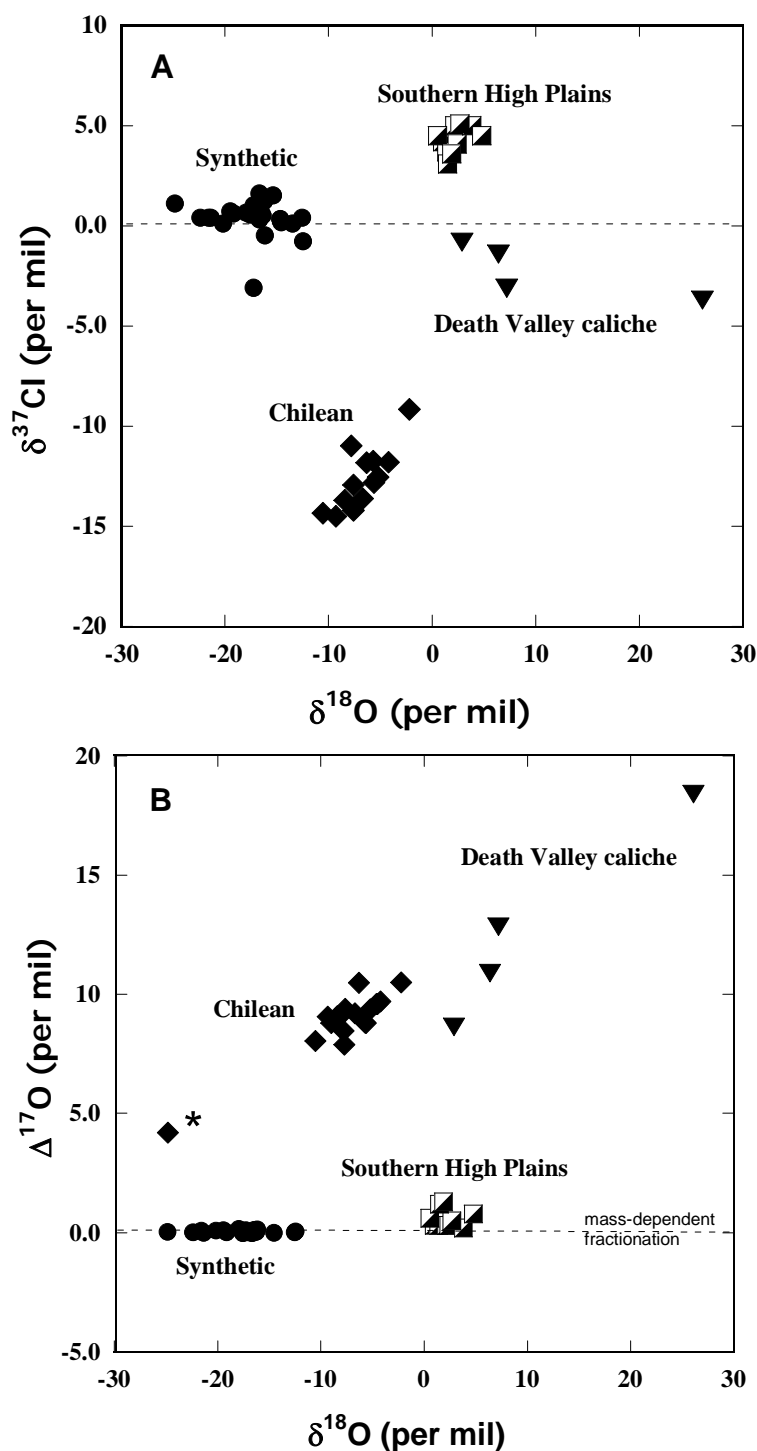 A
10
5.0
0.0
-5.0
-10
-15
-20
-30
-20
-10
0
10
20
30
δ37Cl (per mil)
δ18O (per mil)
Southern High Plains
Synthetic
Death Valley caliche
Chilean
B
20
15
10
5.0
0.0
-5.0
-30
-20
-10
0
10
20
30
Δ17O (per mil)
δ18O (per mil)
Death Valley caliche
Chilean
*
Southern High Plains
mass-dependent
fractionation
Synthetic